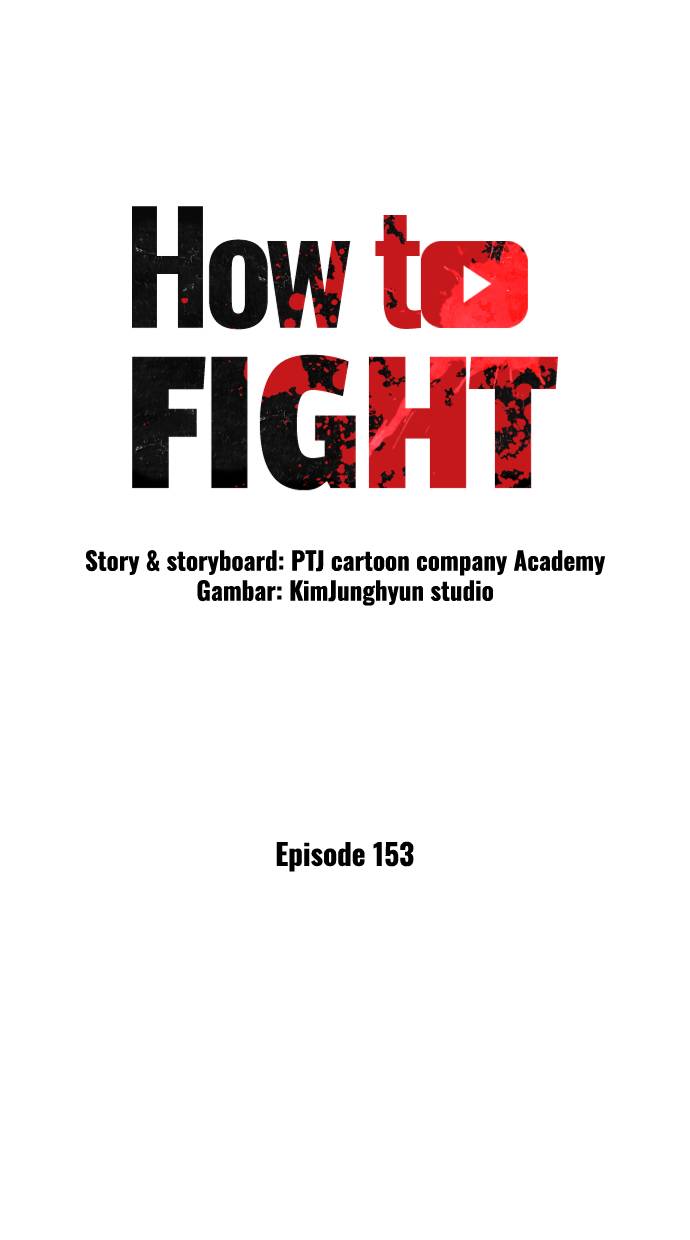 How to
FIGHT
Story & storyboard: PTJ cartoon company Academy
Gambar: KimJunghyun studio
Episode 153